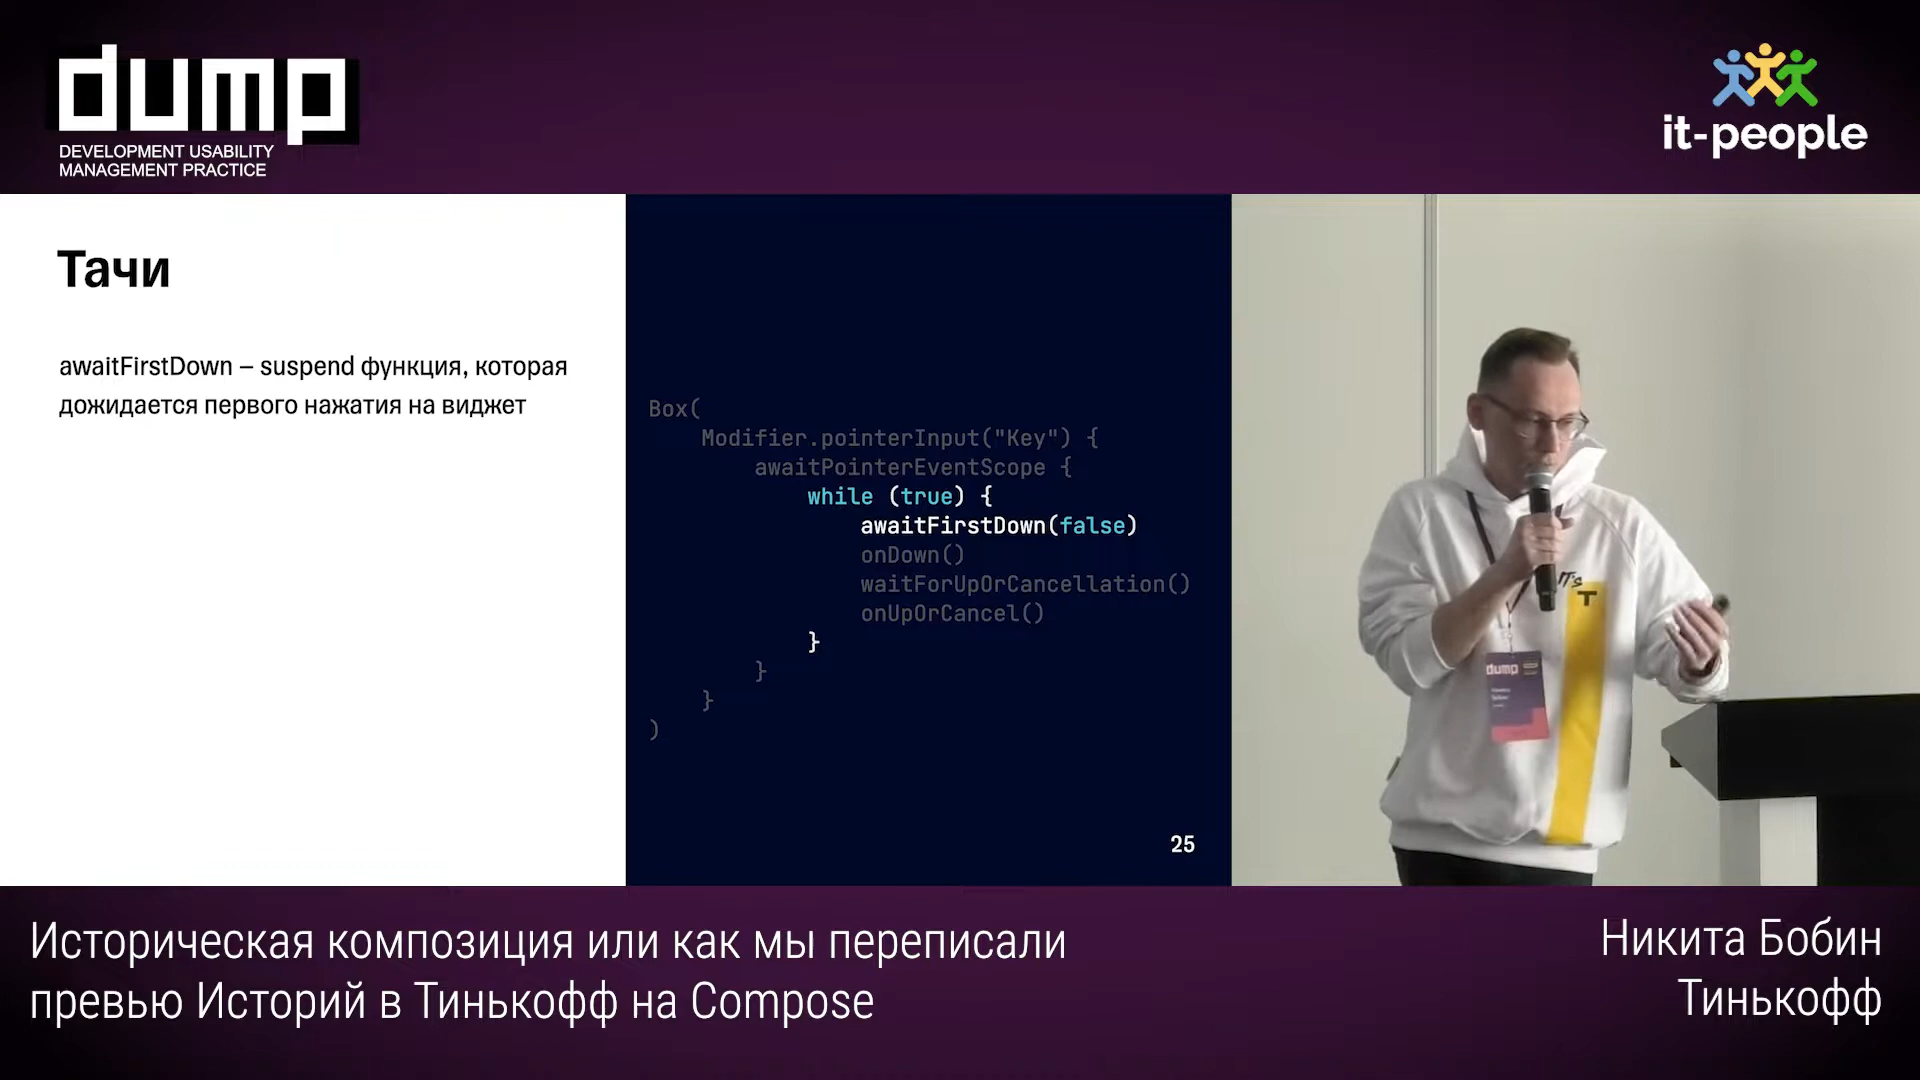 dump
DEVELOPMENT USABILITY
MANAGEMENT PRACTICE
it-people
Тачи
awaitFirstDown – suspend функция, которая
дожидается первого нажатия на виджет
Box(
Modifier.pointerInput("Key") {
awaitPointerEventScope {
while (true) {
awaitFirstDown(false)
onDown()
waitForUpOrCancellation()
onUpOrCancel()
}
}
}
)
25
IT'S
T
dump
Историческая композиция или как мы переписали
превью Историй в Тинькофф на Compose
Никита Бобин
Тинькофф